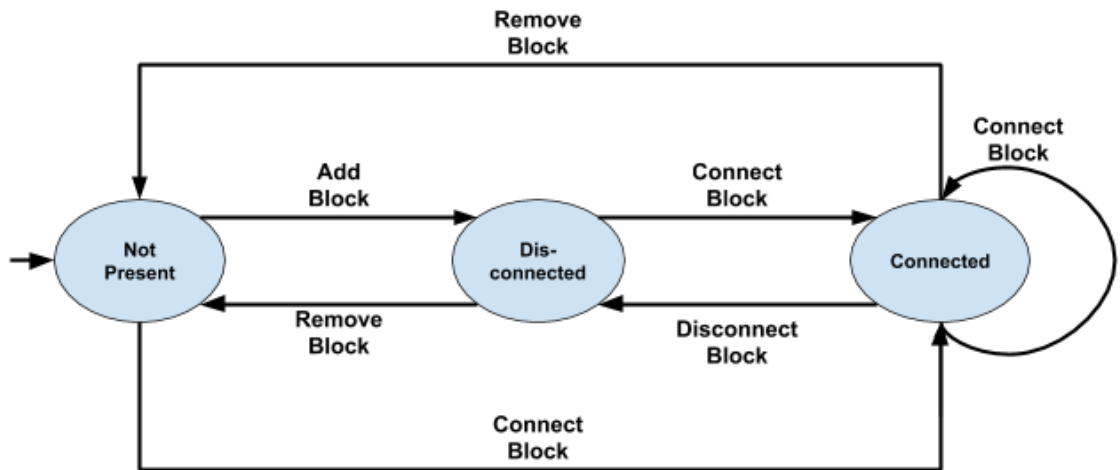 Remove
Block
Connect
Block
Add
Block
Connect
Block
Not
Present
Dis-
connected
Connected
Remove
Block
Disconnect
Block
Connect
Block